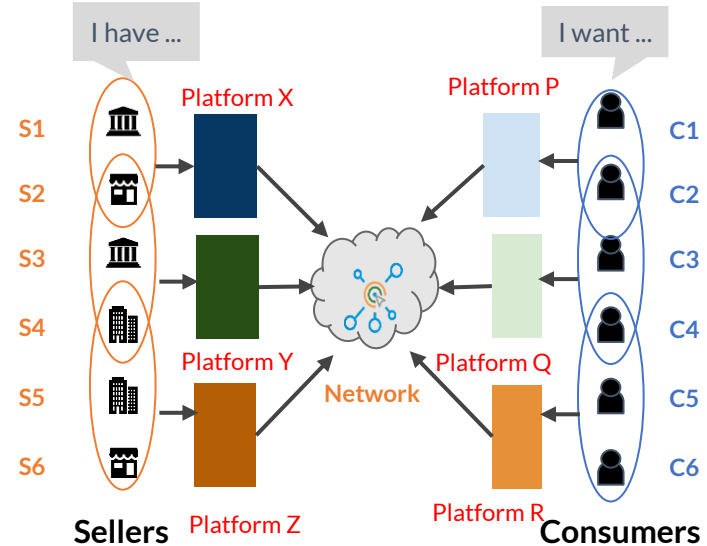 I have ...
I want ...
Platform X
Platform P
S1
C1
S2
C2
S3
C3
S4
C4
Platform Y
Platform Q
Network
S5
C5
S6
C6
Platform Z
Platform R
Sellers
Consumers